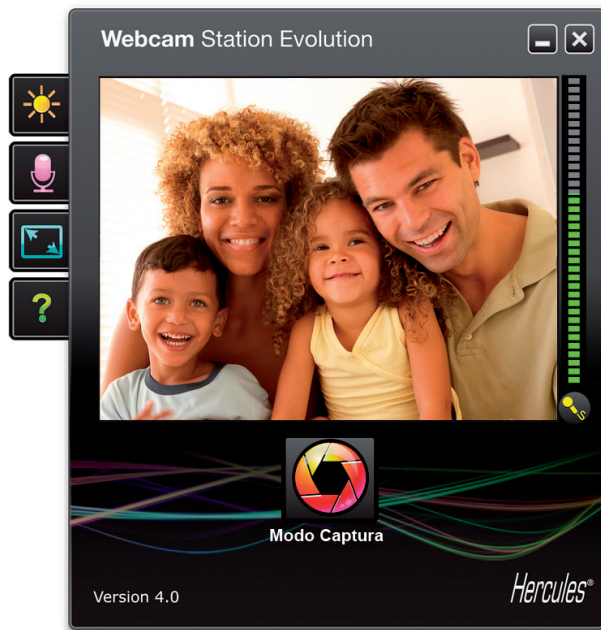 Webcam Station Evolution
?
S
Modo Captura
Version 4.0
Hercules®